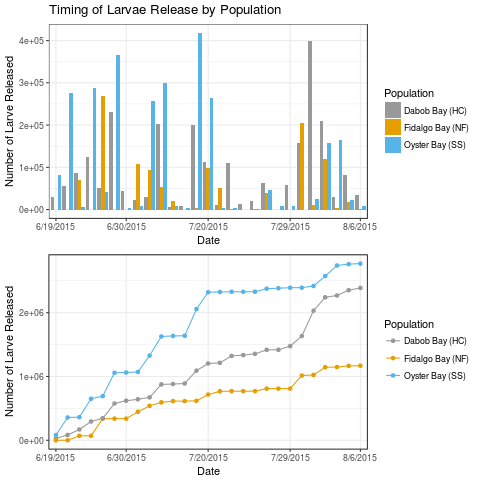 Timing of Larvae Release by Population
Number of Larve Released
4e+05
3e+05
2e+05
1e+05
0e+00
6/19/2015 6/30/2015 7/20/2015 7/29/2015 8/6/2015
Date
Population
Dabob Bay (HC)
Fidalgo Bay (NF)
Oyster Bay (SS)
Number of Larve Released
2e+06
1e+06
0e+00
6/19/2015 6/30/2015 7/20/2015 7/29/2015 8/6/2015
Date
Population
Dabob Bay (HC)
Fidalgo Bay (NF)
Oyster Bay (SS)